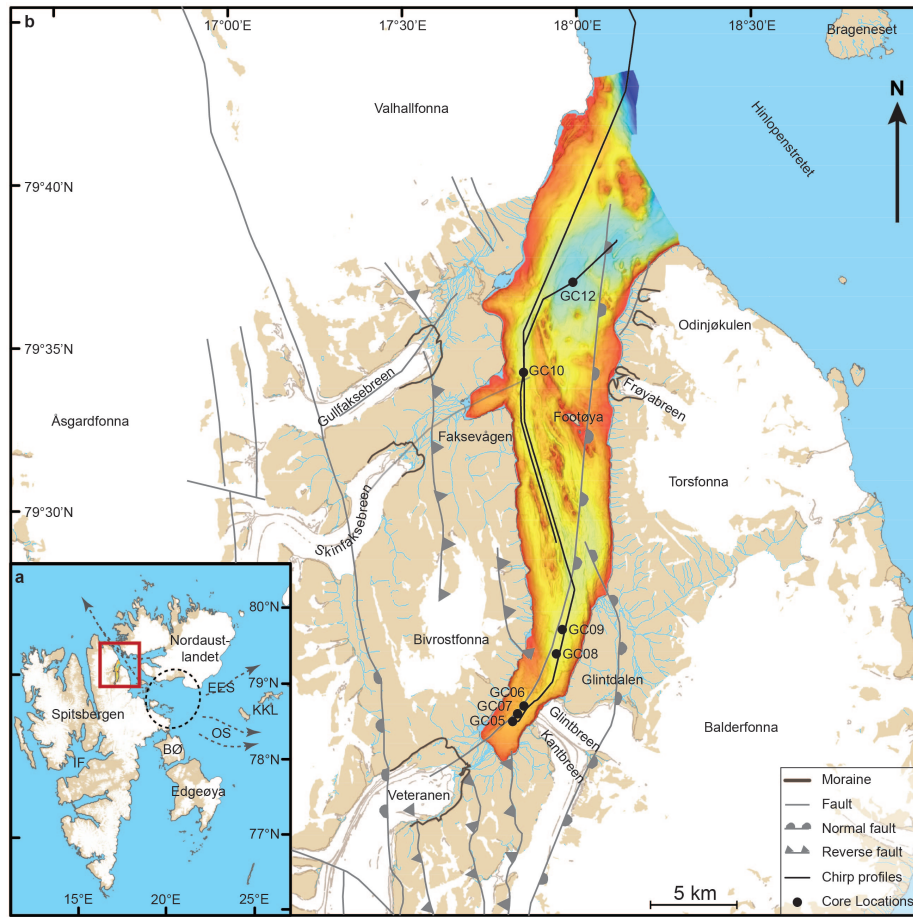 b
17°00'E
17°30'E
18°00'E
18°30'E
Brageneset
N
Valhallfonna
Hinlopenstretet
79°40'N
GC12
Odinjøkulen
79°35'N
GC10
Gullfaksebreen
Frøyabreen
Åsgardfonna
Faksevågen
Footøya
Torsfonna
79°30'N
Skinfaksebreen
a
80°N
Nordaust-
landet
Bivrostfonna
GC09
GC08
Glintdalen
79°N
EES
KKL
Spitsbergen
OS
GC06
GC07
GC05
Glintbreen
Kantbreen
Balderfonna
IF
BØ
78°N
Edgeøya
Veteranen
77°N
15°E
20°E
25°E
Moraine
Fault
Normal fault
Reverse fault
Chirp profiles
Core Locations
5 km